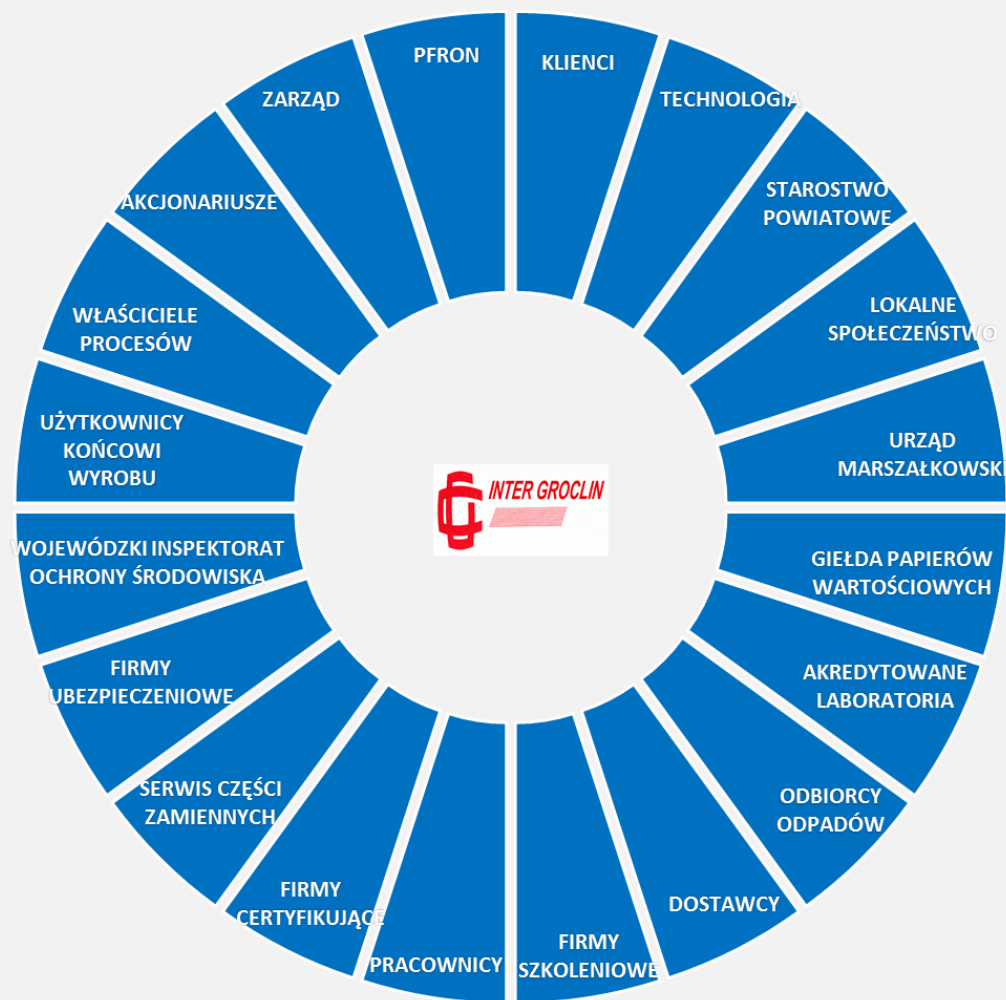 PFRON
KLIENCI
TECHNOLOGIA
STAROSTWO
POWIATOWE
LOKALNE
SPOŁECZEŃSTWO
URZĄD
MARSZAŁKOWSKI
GIEŁDA PAPIERÓW
WARTOŚCIOWYCH
AKREDYTOWANE
LABORATORIA
ODBIORCY
ODPADÓW
DOSTAWCY
FIRMY
SZKOLENIOWE
PRACOWNICY
FIRMY
CERTYFIKUJĄCE
SERWIS CZĘŚCI
ZAMIENNYCH
FIRMY
UBEZPIECZENIOWE
WOJEWÓDZKI INSPEKTORAT
OCHRONY ŚRODOWISKA
UŻYTKOWNICY
KOŃCOWI
WYROBU
WŁAŚCICIELE
PROCESÓW
AKCJONARIUSZE
ZARZĄD
INTER GROCLIN